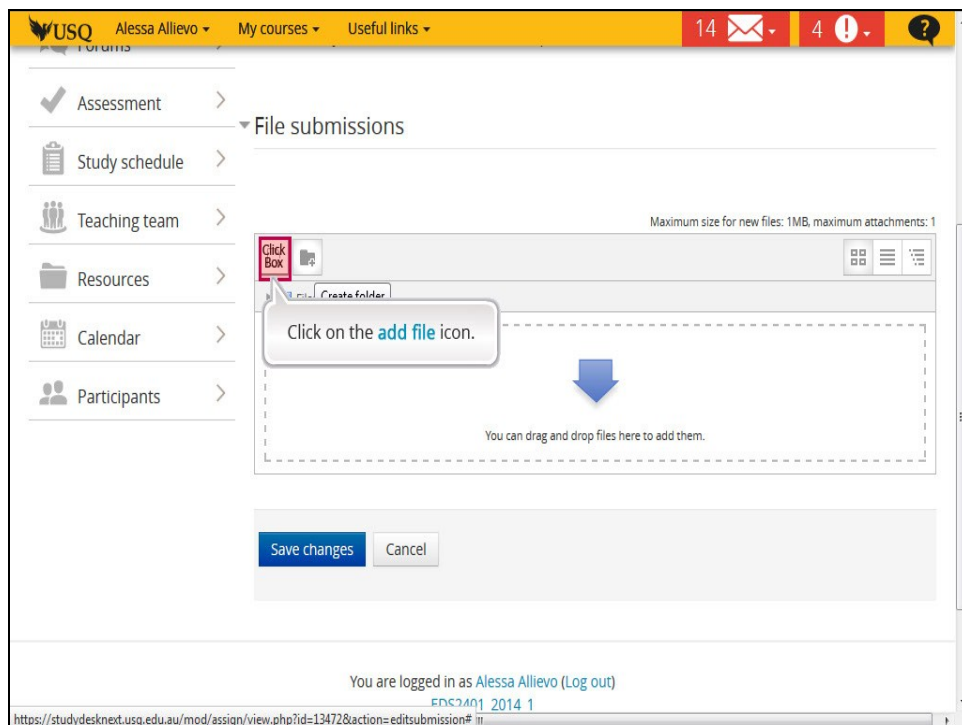 USQ Alessa Allievo My courses Useful links 14 4 ?
Forums
Assessment
Study schedule
Teaching team
Resources
Calendar
Participants
File submissions
Maximum size for new files: 1MB, maximum attachments: 1
Click
Box
Create folder
Click on the add file icon.
You can drag and drop files here to add them.
Save changes Cancel
You are logged in as Alessa Allievo (Log out)
EDS2401_2014_1
https://studydesknext.usq.edu.au/mod/assign/view.php?id=13472&action=editsubmission#